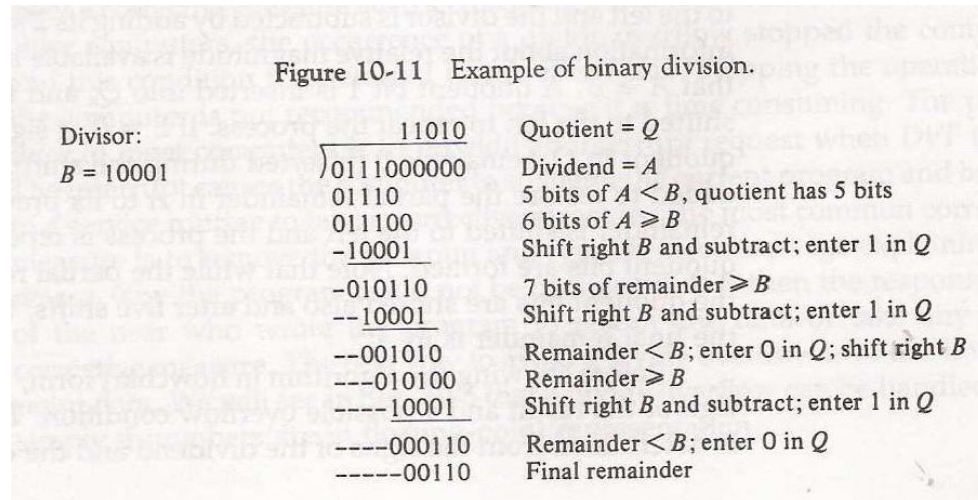 Figure 10-11 Example of binary division.
Divisor: 11010 Quotient = Q
B = 10001 0111000000 Dividend = A
01110 5 bits of A < B, quotient has 5 bits
011100 6 bits of A ⩾ B
-10001 Shift right B and subtract; enter 1 in Q
-010110 7 bits of remainder ⩾ B
--10001 Shift right B and subtract; enter 1 in Q
--001010 Remainder < B; enter 0 in Q; shift right B
---010100 Remainder ⩾ B
----10001 Shift right B and subtract; enter 1 in Q
----000110 Remainder < B; enter 0 in Q
-----00110 Final remainder